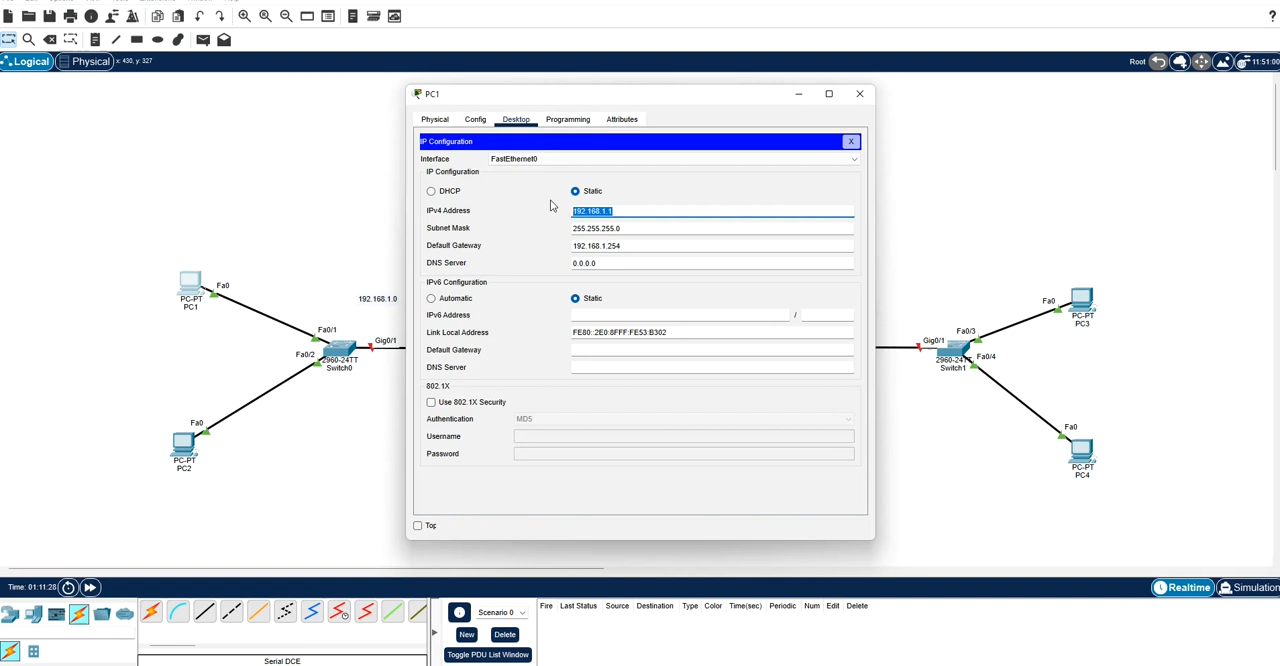 Logical
Physical
x: 430, y: 327
Root
11:51:00
PC1
Physical
Config
Desktop
Programming
Attributes
IP Configuration
X
Interface
FastEthernet0
IP Configuration
DHCP
Static
IPv4 Address
192.168.1.1
Subnet Mask
255.255.255.0
Default Gateway
192.168.1.254
DNS Server
0.0.0.0
IPv6 Configuration
Automatic
Static
IPv6 Address
/
Link Local Address
FE80::2E0:8FFF:FE53:B302
Default Gateway
DNS Server
802.1X
Use 802.1X Security
Authentication
MD5
Username
Password
Top
Fa0
PC-PT
PC1
192.168.1.0
Fa0/1
Gig0/1
Fa0/2
2960-24TT
Switch0
Fa0
PC-PT
PC2
Fa0
PC-PT
PC3
Fa0/3
Gig0/1
2960-24TT
Fa0/4
Switch1
Fa0
PC-PT
PC4
Time: 01:11:28
Realtime
Simulation
Scenario 0
New
Delete
Toggle PDU List Window
Fire
Last Status
Source
Destination
Type
Color
Time(sec)
Periodic
Num
Edit
Delete
Serial DCE